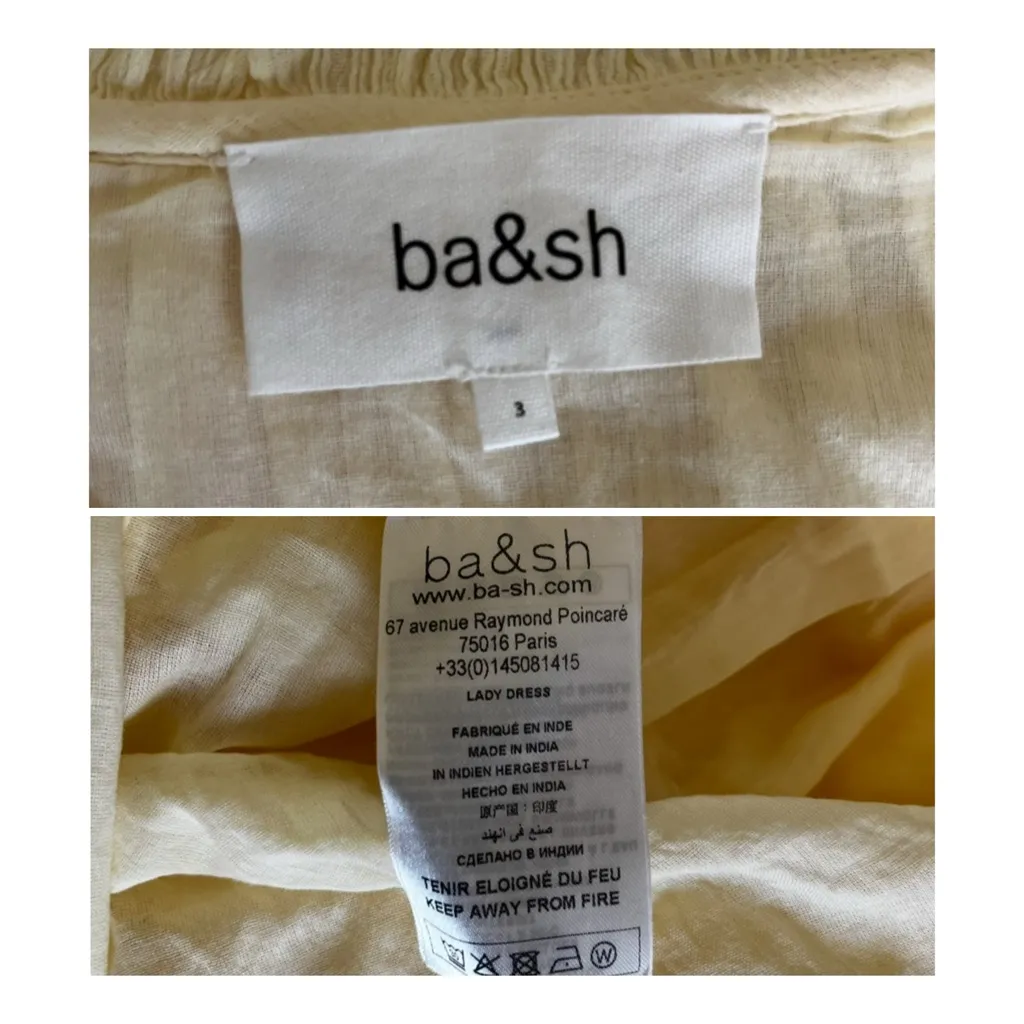 ba&sh
3
ba&sh
www.ba-sh.com
67 avenue Raymond Poincaré
75016 Paris
+33(0)145081415
LADY DRESS
FABRIQUÉ EN INDE
MADE IN INDIA
IN INDIEN HERGESTELLT
HECHO EN INDIA
原产国：印度
صنع في انهند
СДЕЛАНО В ИНДИИ
TENIR ELOIGNÉ DU FEU
KEEP AWAY FROM FIRE
W